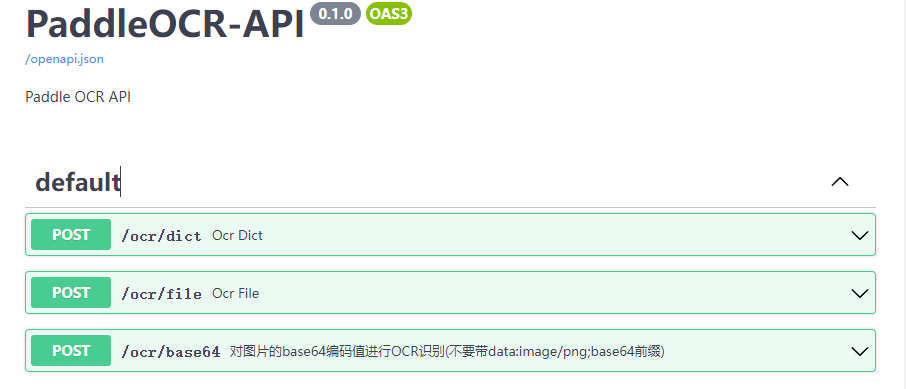 PaddleOCR-API 0.1.0 OAS3
/openapi.json
Paddle OCR API
default
POST /ocr/dict Ocr Dict
POST /ocr/file Ocr File
POST /ocr/base64 对图片的base64编码值进行OCR识别(不要带data:image/png;base64前缀)